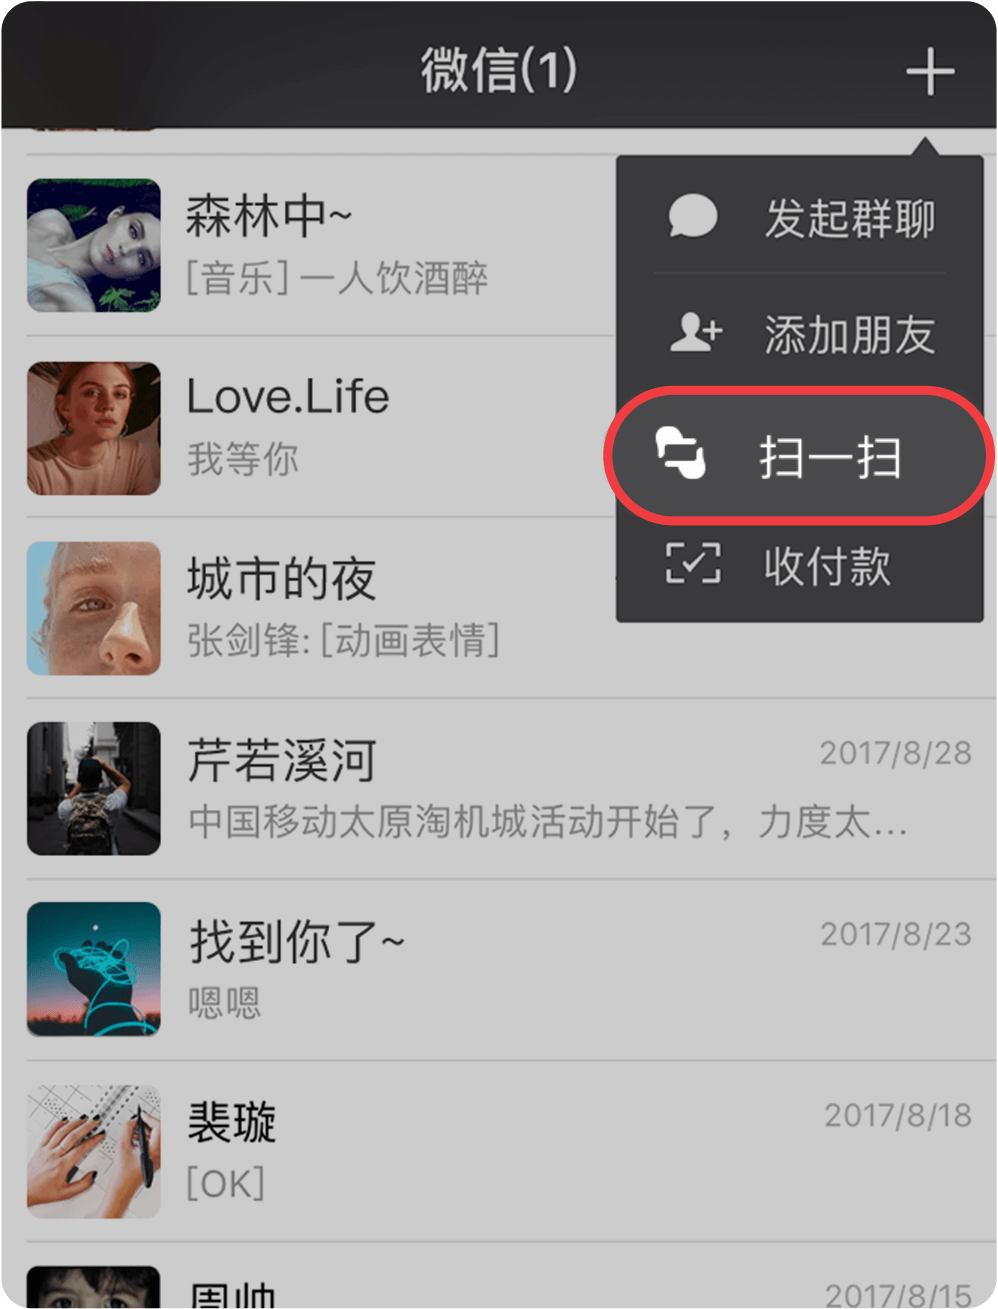 微信(1)
发起群聊
添加朋友
扫一扫
收付款
森林中~
[音乐] 一人饮酒醉
Love.Life
我等你
城市的夜
张剑锋: [动画表情]
芹若溪河
2017/8/28
中国移动太原淘机城活动开始了，力度太...
找到你了~
2017/8/23
嗯嗯
裴璇
2017/8/18
[OK]
周帅
2017/8/15